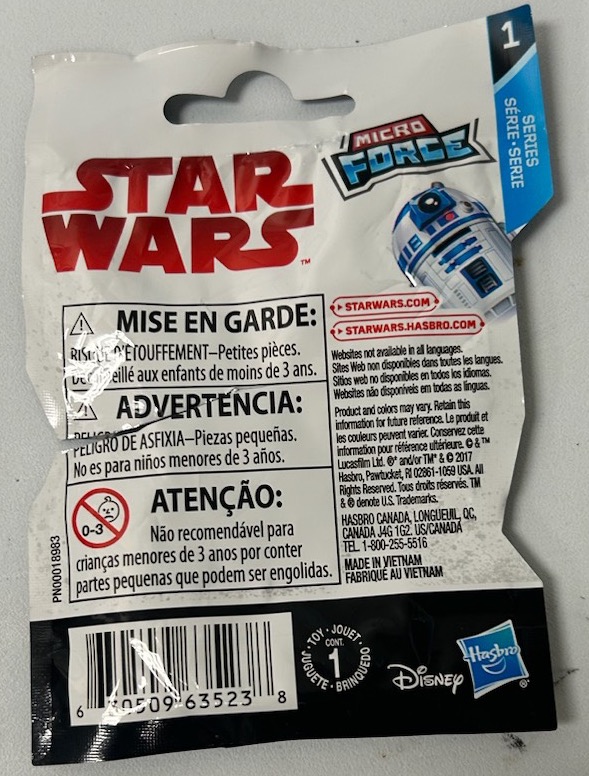 1
SERIES
SÉRIE • SERIE
MICRO
FORCE
STAR
WARS™
MISE EN GARDE:
D'ÉTOUFFEMENT–Petites pièces.
aux enfants de moins de 3 ans.
ADVERTENCIA:
PELIGRO DE ASFIXIA–Piezas pequeñas.
No es para niños menores de 3 años.
0-3
ATENÇÃO:
Não recomendável para
crianças menores de 3 anos por conter
partes pequenas que podem ser engolidas.
PN00018983
STARWARS.COM
STARWARS.HASBRO.COM
Websites not available in all languages.
Sites Web non disponibles dans toutes les langues.
Sitios web no disponibles en todos los idiomas.
Websites não disponíveis em todas as línguas.
Product and colors may vary. Retain this
information for future reference. Le produit et
les couleurs peuvent varier. Conservez cette
information pour référence ultérieure. © & ™
Lucasfilm Ltd. ®* and/or TM* & © 2017
Hasbro, Pawtucket, RI 02861-1059 USA. All
Rights Reserved. Tous droits réservés. TM
& ® denote U.S. Trademarks.
HASBRO CANADA, LONGUEUIL, QC,
CANADA J4G 1G2. US/CANADA
TEL. 1-800-255-5516
MADE IN VIETNAM
FABRIQUÉ AU VIETNAM
6 0509 63523 8
TOY • JOUET • JUGUETE • BRINQUEDO
CONT.
1
Disney
Hasbro®